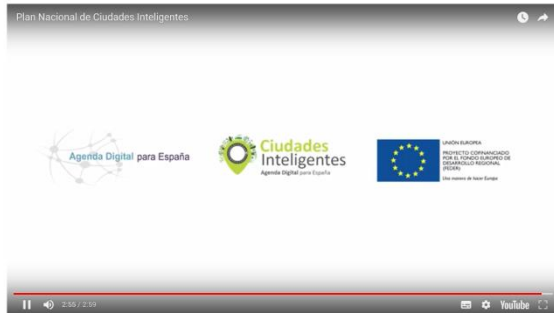 Plan Nacional de Ciudades Inteligentes
Agenda Digital para España
Ciudades
Inteligentes
Agenda Digital para España
UNIÓN EUROPEA
PROYECTO COFINANCIADO
POR EL FONDO EUROPEO DE
DESARROLLO REGIONAL
(FEDER)
Una manera de hacer Europa
2:55 / 2:59
YouTube